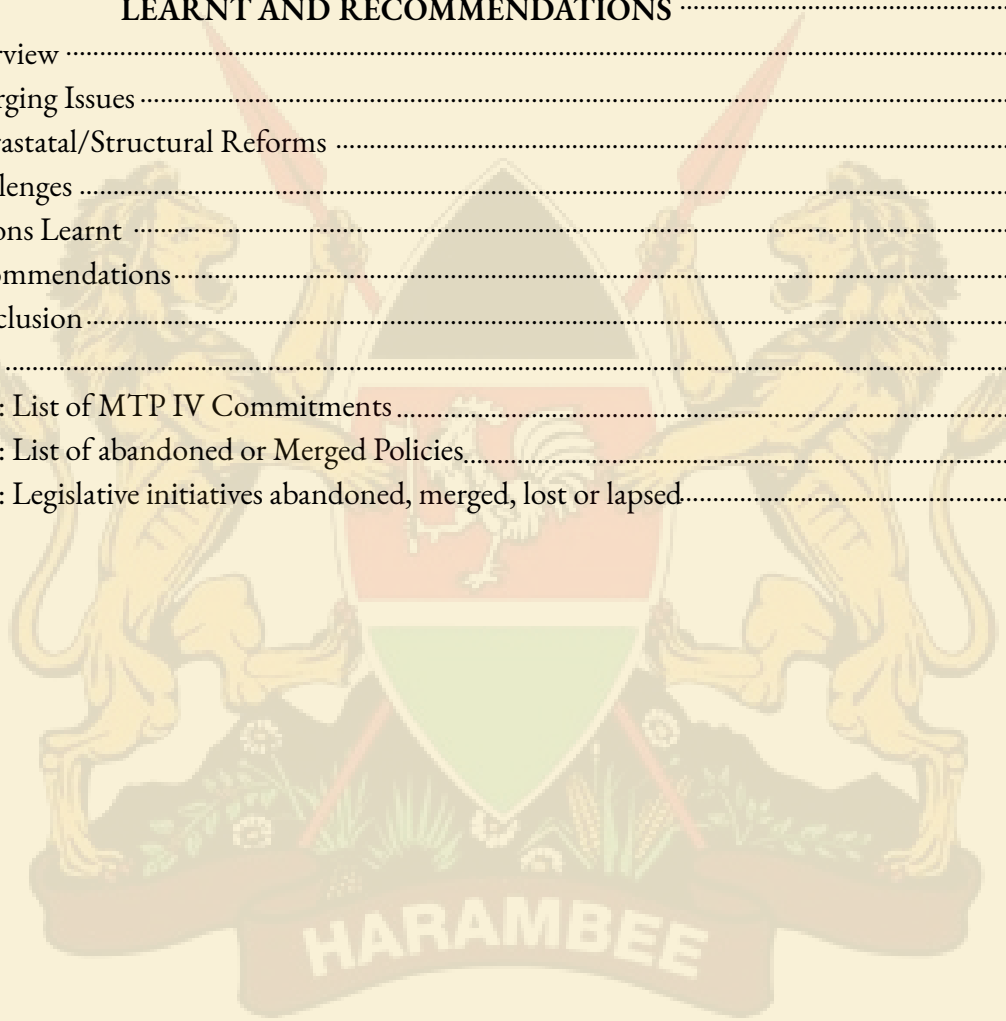 LEARNT AND RECOMMENDATIONS
rview
rging Issues
rastatal/Structural Reforms
lenges
ons Learnt
ommendations
clusion
: List of MTP IV Commitments
: List of abandoned or Merged Policies
: Legislative initiatives abandoned, merged, lost or lapsed
HARAMBEE